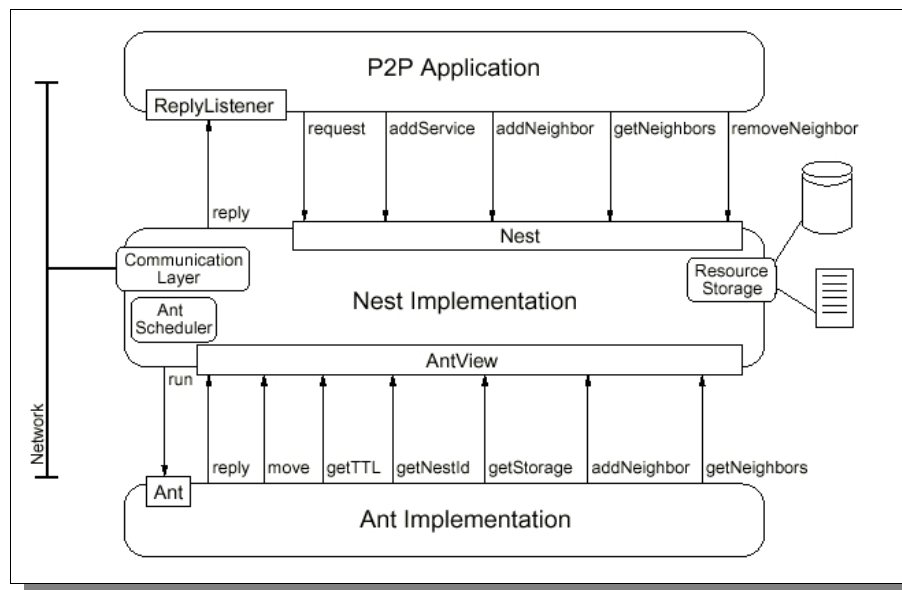 P2P Application
ReplyListener
request
addService
addNeighbor
getNeighbors
removeNeighbor
reply
Nest
Communication
Layer
Resource
Storage
Nest Implementation
Ant
Scheduler
AntView
run
Network
reply
move
getTTL
getNestId
getStorage
addNeighbor
getNeighbors
Ant
Ant Implementation